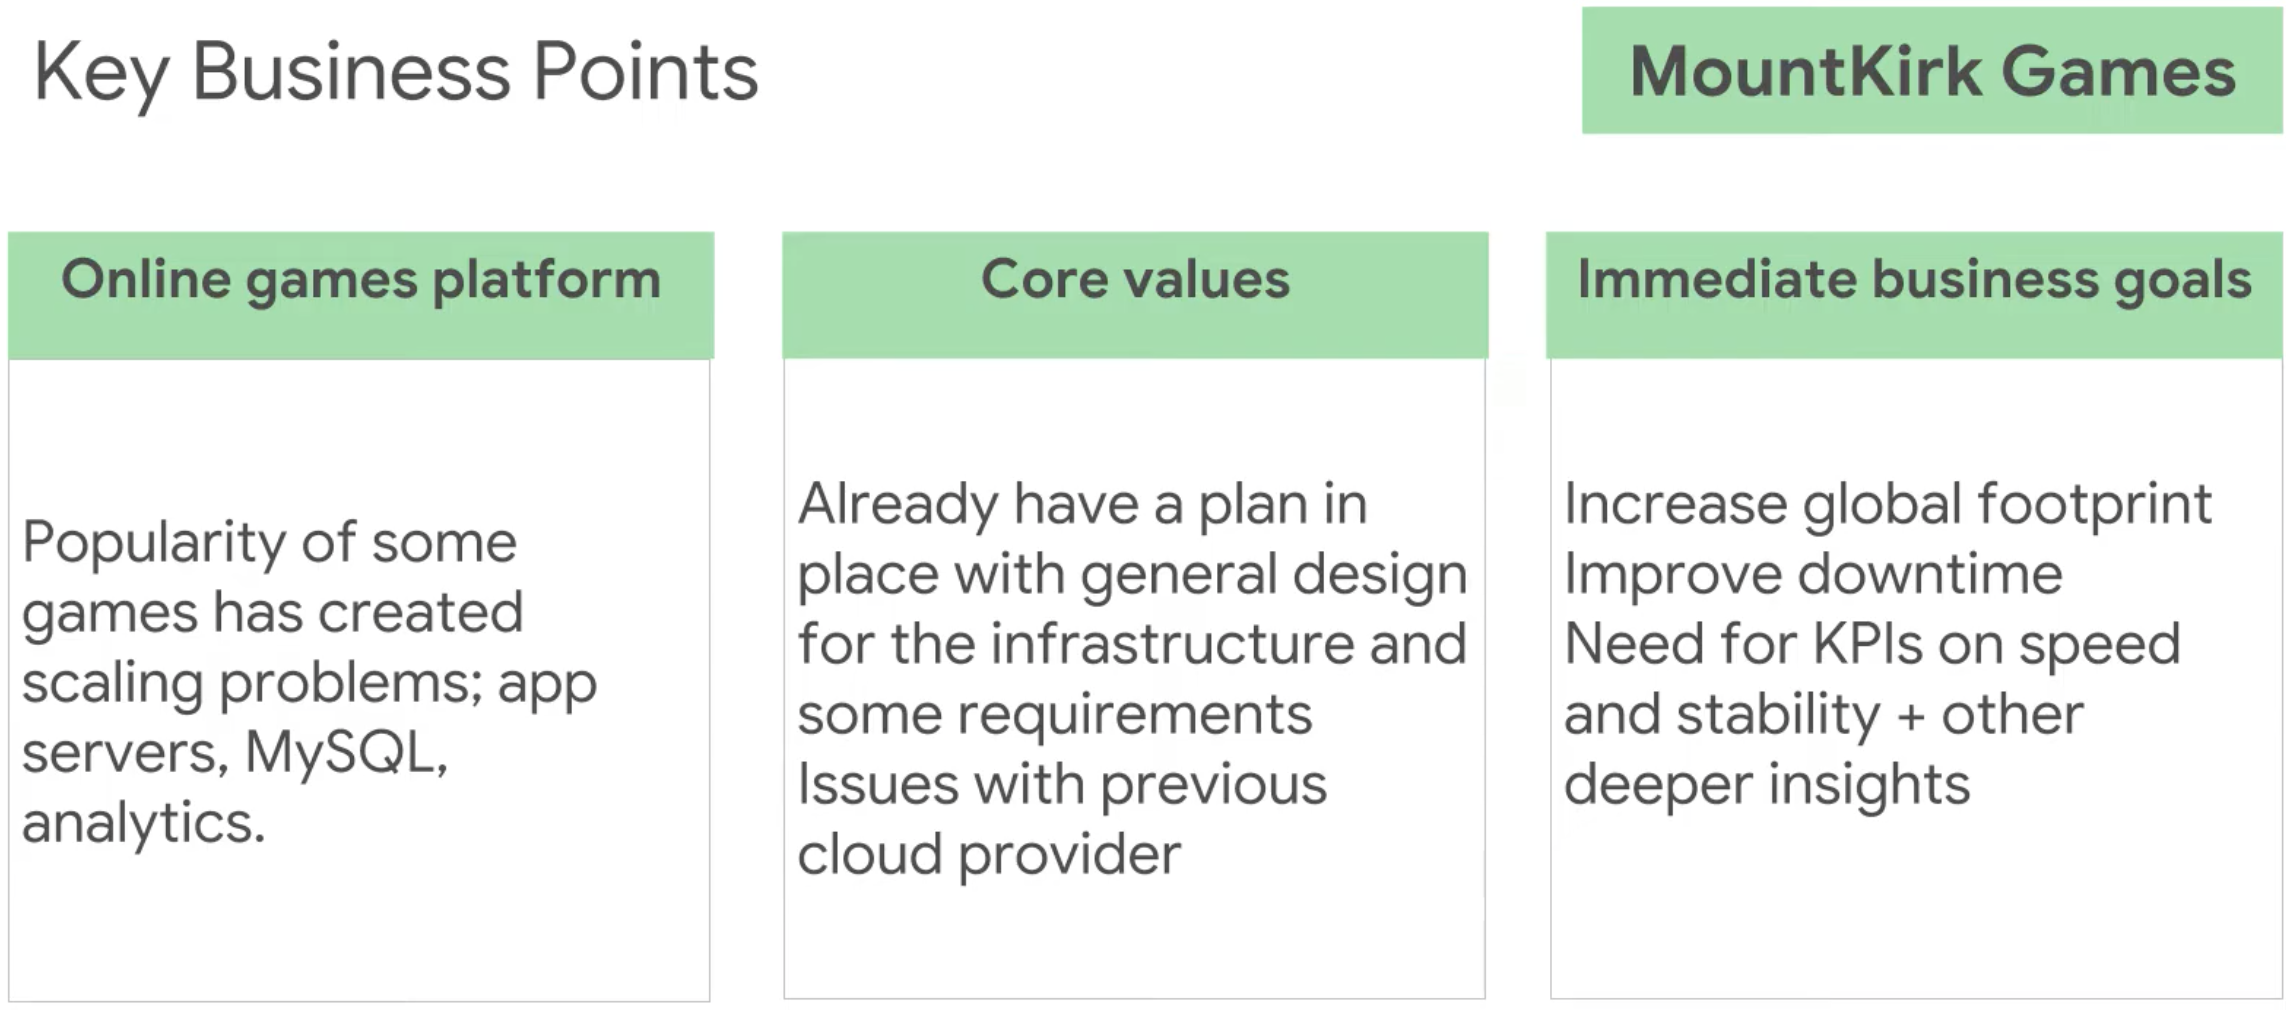 Key Business Points
MountKirk Games
Online games platform
Popularity of some
games has created
scaling problems; app
servers, MySQL,
analytics.
Core values
Already have a plan in
place with general design
for the infrastructure and
some requirements
Issues with previous
cloud provider
Immediate business goals
Increase global footprint
Improve downtime
Need for KPIs on speed
and stability + other
deeper insights